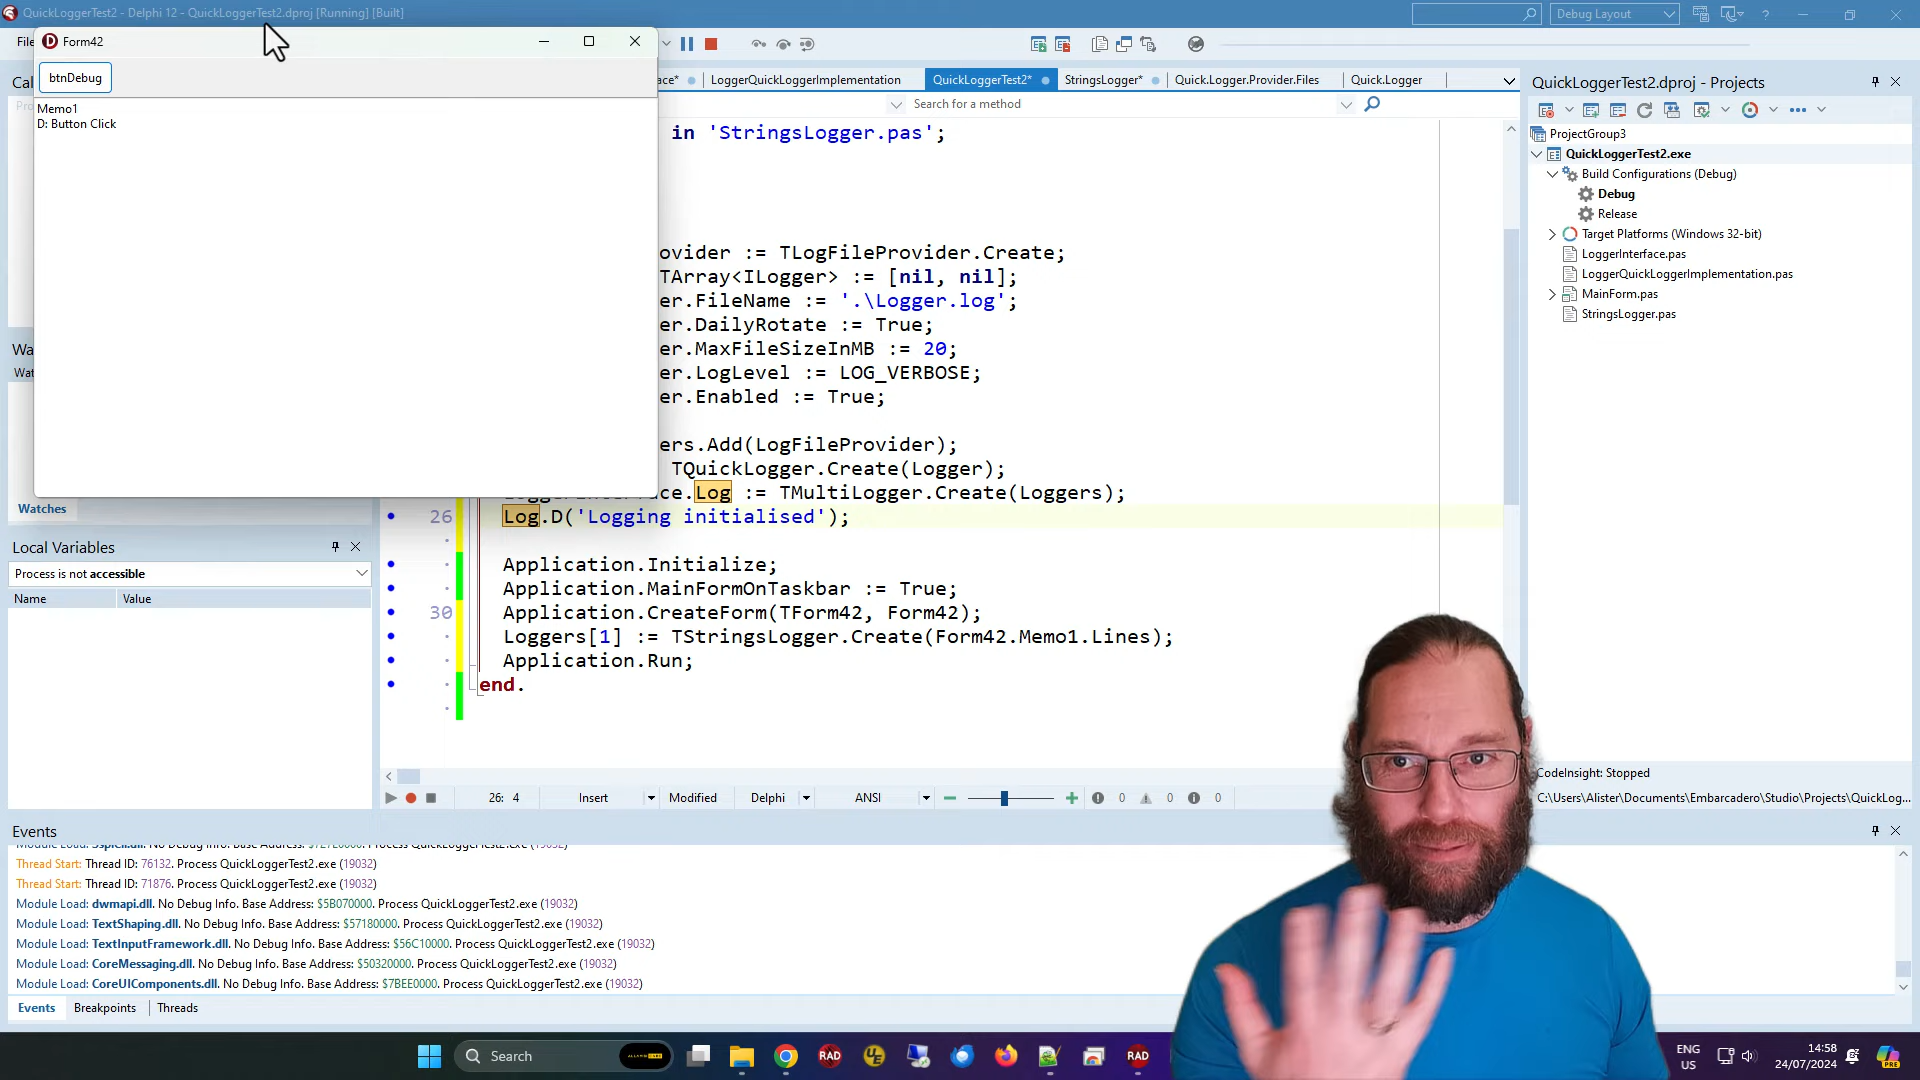 QuickLoggerTest2 - Delphi 12 - QuickLoggerTest2.dproj [Running] [Built]
Debug Layout
File
Form42
btnDebug
Memo1
D: Button Click
LoggerQuickLoggerImplementation
QuickLoggerTest2*
StringsLogger*
Quick.Logger.Provider.Files
Quick.Logger
Search for a method
in 'StringsLogger.pas';
ovider := TLogFileProvider.Create;
TArray<ILogger> := [nil, nil];
er.FileName := '.\Logger.log';
er.DailyRotate := True;
er.MaxFileSizeInMB := 20;
er.LogLevel := LOG_VERBOSE;
er.Enabled := True;
ers.Add(LogFileProvider);
TQuickLogger.Create(Logger);
.Log := TMultiLogger.Create(Loggers);
26 Log.D('Logging initialised');
Application.Initialize;
Application.MainFormOnTaskbar := True;
30 Application.CreateForm(TForm42, Form42);
Loggers[1] := TStringsLogger.Create(Form42.Memo1.Lines);
Application.Run;
end.
Watches
Local Variables
Process is not accessible
Name Value
26: 4 Insert Modified Delphi ANSI 0 0 0
QuickLoggerTest2.dproj - Projects
ProjectGroup3
QuickLoggerTest2.exe
Build Configurations (Debug)
Debug
Release
Target Platforms (Windows 32-bit)
LoggerInterface.pas
LoggerQuickLoggerImplementation.pas
MainForm.pas
StringsLogger.pas
CodeInsight: Stopped
C:\Users\Alister\Documents\Embarcadero\Studio\Projects\QuickLog...
Events
Thread Start: Thread ID: 76132. Process QuickLoggerTest2.exe (19032)
Thread Start: Thread ID: 71876. Process QuickLoggerTest2.exe (19032)
Module Load: dwmapi.dll. No Debug Info. Base Address: $5B070000. Process QuickLoggerTest2.exe (19032)
Module Load: TextShaping.dll. No Debug Info. Base Address: $57180000. Process QuickLoggerTest2.exe (19032)
Module Load: TextInputFramework.dll. No Debug Info. Base Address: $56C10000. Process QuickLoggerTest2.exe (19032)
Module Load: CoreMessaging.dll. No Debug Info. Base Address: $50320000. Process QuickLoggerTest2.exe (19032)
Module Load: CoreUIComponents.dll. No Debug Info. Base Address: $7BEE0000. Process QuickLoggerTest2.exe (19032)
Events Breakpoints Threads
Search
RAD
RAD
ENG
US
14:58
24/07/2024